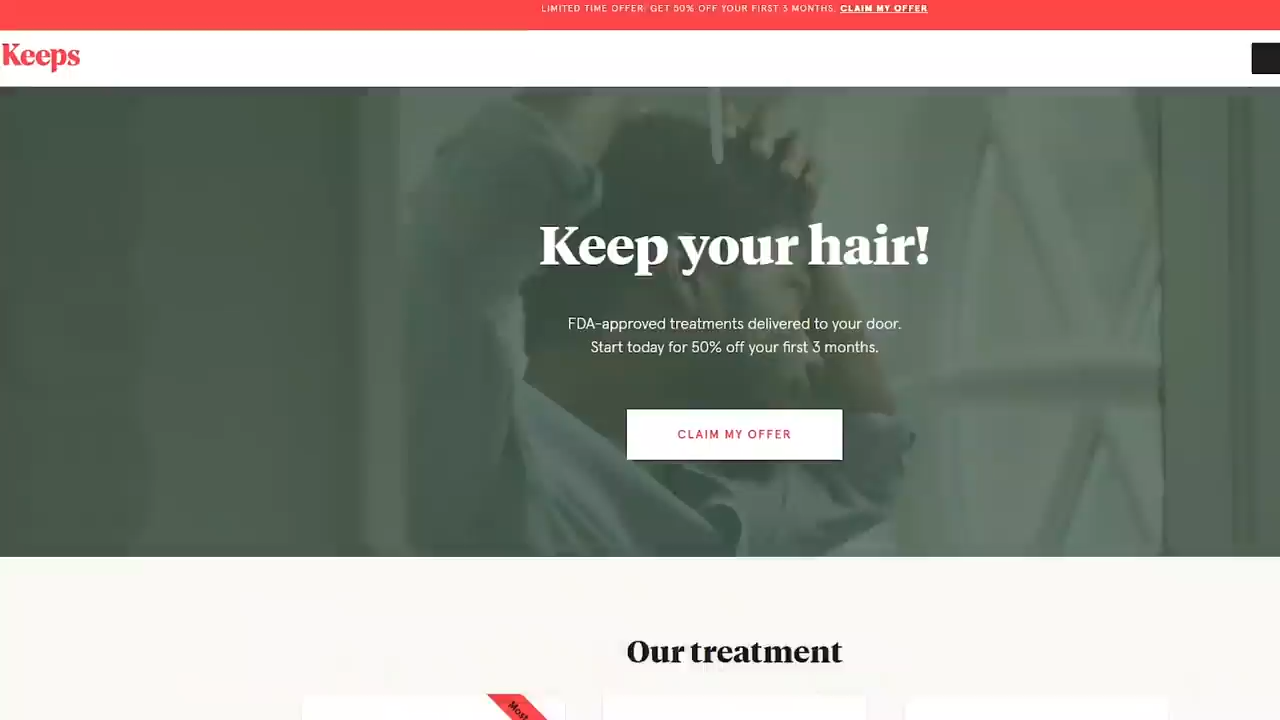 LIMITED TIME OFFER: GET 50% OFF YOUR FIRST 3 MONTHS. CLAIM MY OFFER
Keeps
Keep your hair!
FDA-approved treatments delivered to your door.
Start today for 50% off your first 3 months.
CLAIM MY OFFER
Our treatment
Most